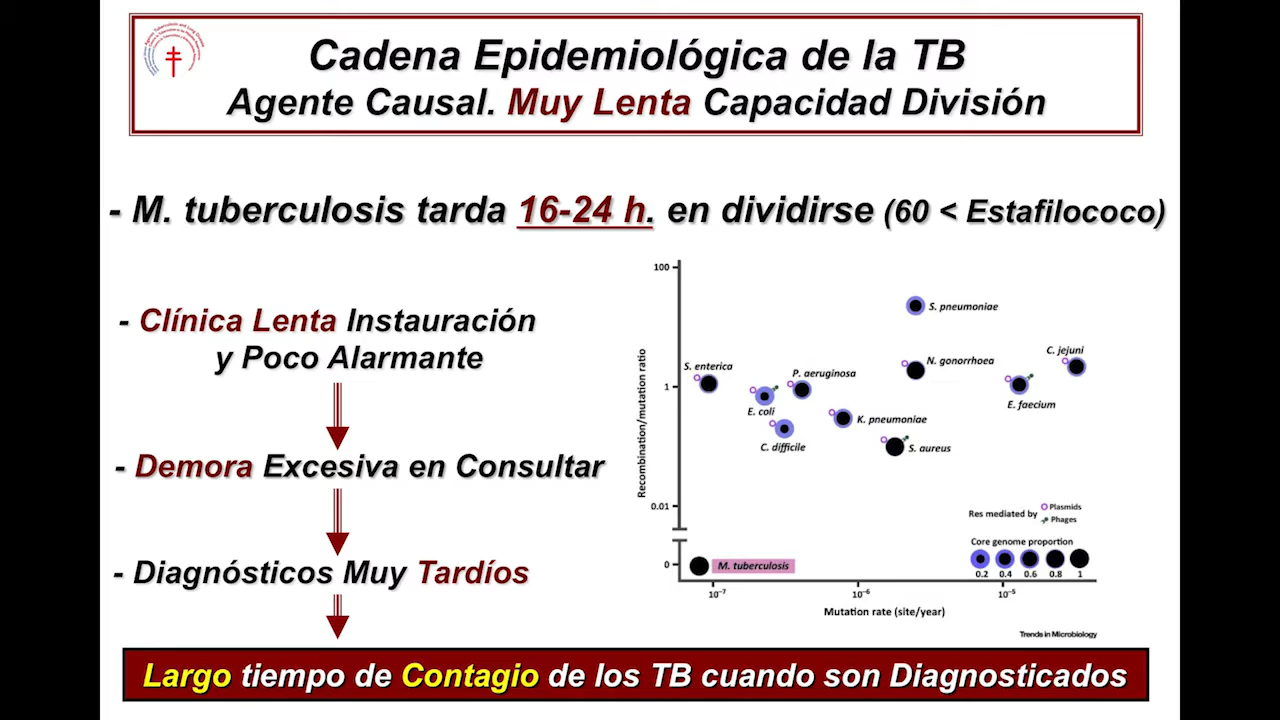 Cadena Epidemiológica de la TB
Agente Causal. Muy Lenta Capacidad División
- M. tuberculosis tarda 16-24 h. en dividirse (60 < Estafilococo)
- Clínica Lenta Instauración
y Poco Alarmante
- Demora Excesiva en Consultar
- Diagnósticos Muy Tardíos
Recombination/mutation ratio
100
1
0.01
0
S. pneumoniae
N. gonorrhoea
C. jejuni
S. enterica
P. aeruginosa
E. coli
E. faecium
K. pneumoniae
C. difficile
S. aureus
Res mediated by
Plasmids
Phages
Core genome proportion
0.2 0.4 0.6 0.8 1
M. tuberculosis
10⁻⁷ 10⁻⁶ 10⁻⁵
Mutation rate (site/year)
Trends in Microbiology
Largo tiempo de Contagio de los TB cuando son Diagnosticados